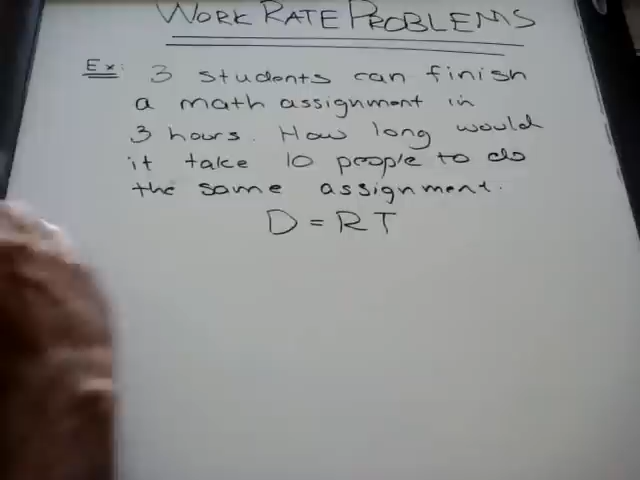 WORK RATE PROBLEMS
Ex: 3 students can finish
a math assignment in
3 hours. How long would
it take 10 people to do
the same assignment.
D = RT